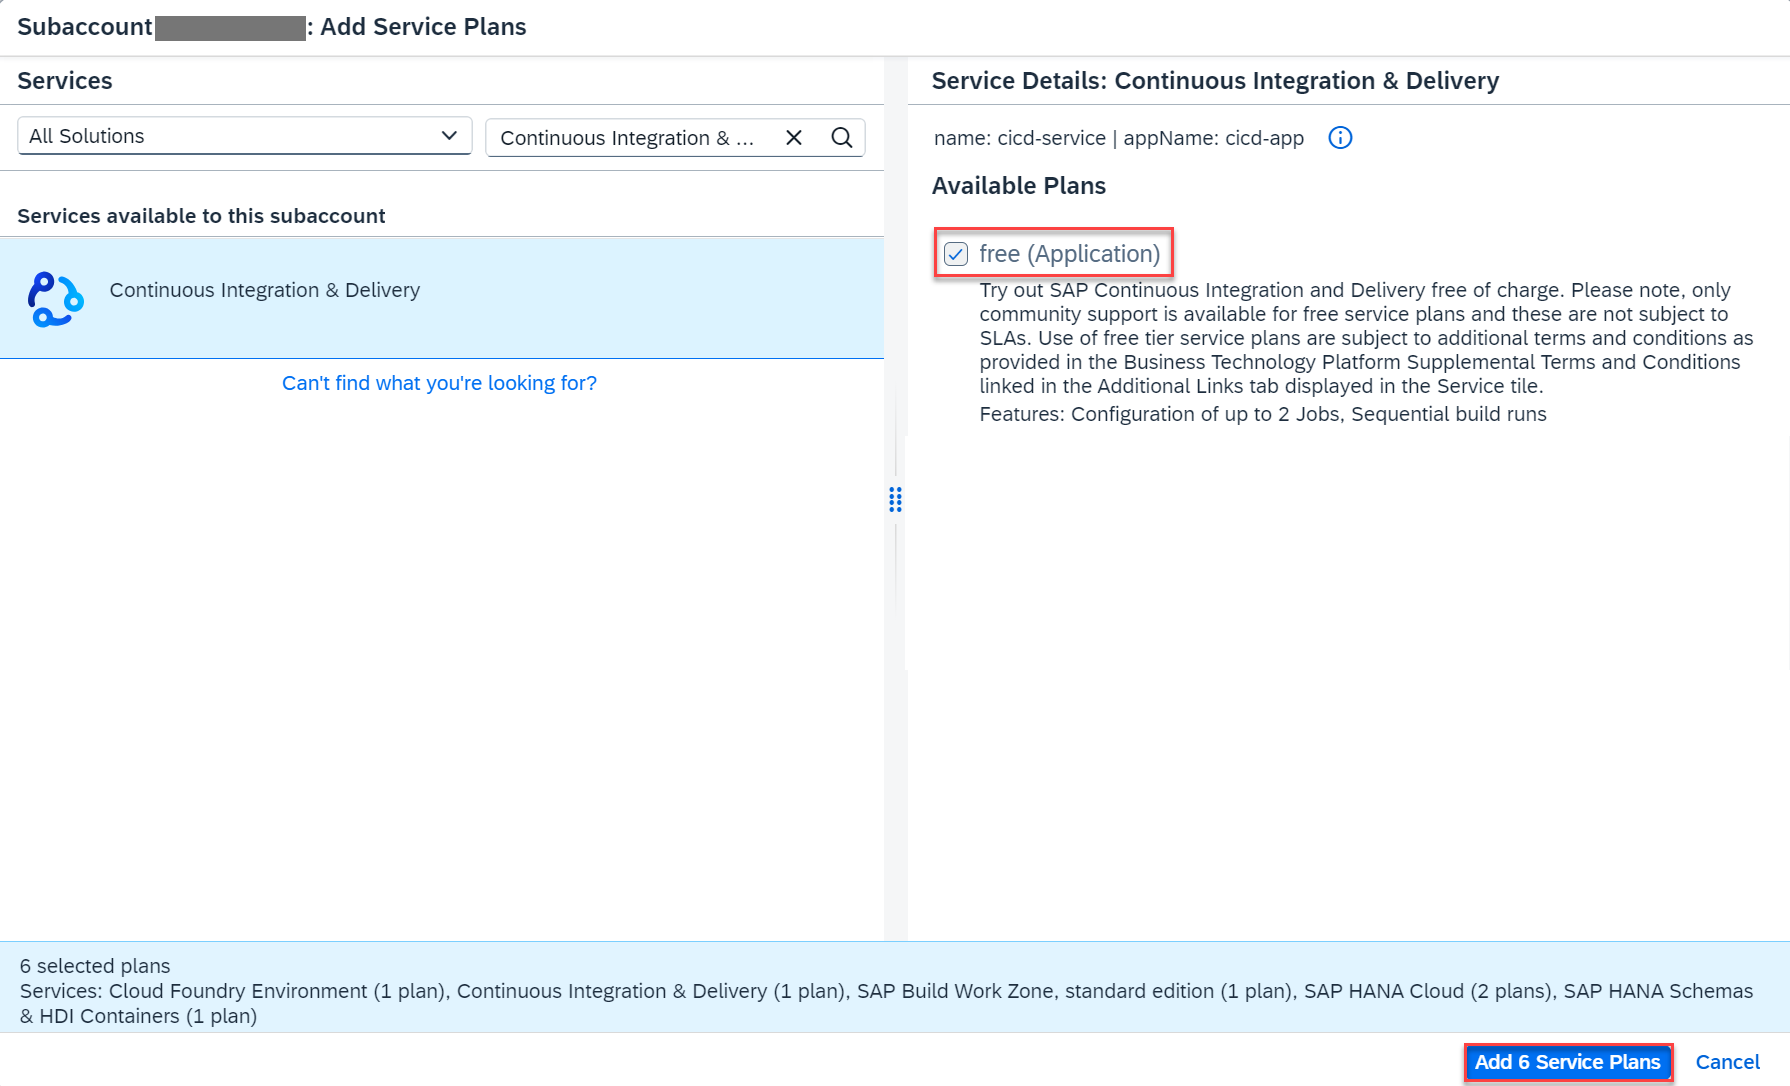 Subaccount : Add Service Plans
Services
All Solutions
Continuous Integration & ...
Services available to this subaccount
Continuous Integration & Delivery
Can't find what you're looking for?
Service Details: Continuous Integration & Delivery
name: cicd-service | appName: cicd-app
Available Plans
free (Application)
Try out SAP Continuous Integration and Delivery free of charge. Please note, only
community support is available for free service plans and these are not subject to
SLAs. Use of free tier service plans are subject to additional terms and conditions as
provided in the Business Technology Platform Supplemental Terms and Conditions
linked in the Additional Links tab displayed in the Service tile.
Features: Configuration of up to 2 Jobs, Sequential build runs
6 selected plans
Services: Cloud Foundry Environment (1 plan), Continuous Integration & Delivery (1 plan), SAP Build Work Zone, standard edition (1 plan), SAP HANA Cloud (2 plans), SAP HANA Schemas
& HDI Containers (1 plan)
Add 6 Service Plans
Cancel